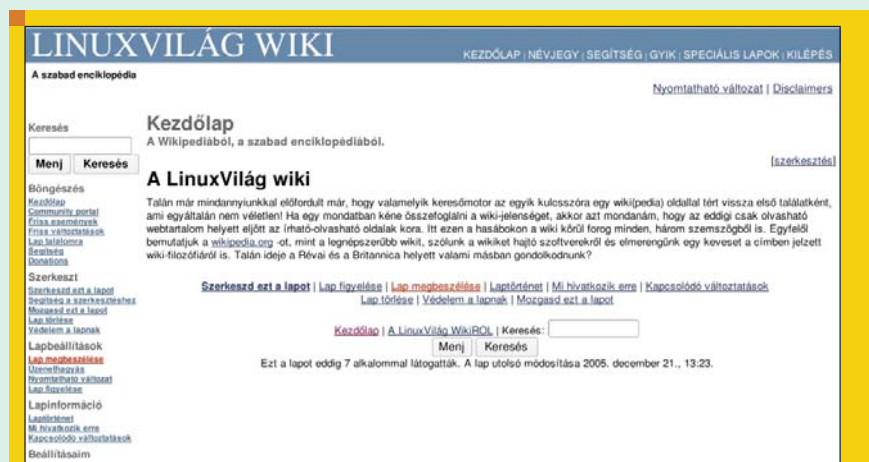 LINUXVILÁG WIKI
KEZDŐLAP | NÉVJEGY | SEGÍTSÉG | GYIK | SPECIÁLIS LAPOK | KILÉPÉS
A szabad enciklopédia
Nyomtatható változat | Disclaimers
Keresés
Menj Keresés
Böngészés
Kezdőlap
Community portal
Friss események
Friss változtatások
Lap találomra
Segítség
Donations
Szerkeszt
Szerkeszd ezt a lapot
Segítség a szerkesztéshez
Mozgasd ezt a lapot
Lap törlése
Védelem a lapnak
Lapbeállítások
Lap megbeszélése
Üzenethagyás
Nyomtatható változat
Lap figyelése
Lapinformáció
Laptörténet
Mi hivatkozik erre
Kapcsolódó változtatások
Beállításaim
Kezdőlap
A Wikipediából, a szabad enciklopédiából.
[szerkesztés]
A LinuxVilág wiki
Talán már mindannyiunkkal előfordult már, hogy valamelyik keresőmotor az egyik kulcsszóra egy wiki(pedia) oldallal tért vissza első találatként,
ami egyáltalán nem véletlen! Ha egy mondatban kéne összefoglalni a wiki-jelenséget, akkor azt mondanám, hogy az eddigi csak olvasható
webtartalom helyett eljött az írható-olvasható oldalak kora. Itt ezen a hasábokon a wiki körül forog minden, három szemszögből is. Egyfelől
bemutatjuk a wikipedia.org -ot, mint a legnépszerűbb wikit, szólunk a wikiket hajtó szoftverekről és elmerengünk egy keveset a címben jelzett
wiki-filozófiáról is. Talán ideje a Révai és a Britannica helyett valami másban gondolkodnunk?
Szerkeszd ezt a lapot | Lap figyelése | Lap megbeszélése | Laptörténet | Mi hivatkozik erre | Kapcsolódó változtatások
Lap törlése | Védelem a lapnak | Mozgasd ezt a lapot
Kezdőlap | A LinuxVilág WikiRÓL | Keresés:
Menj Keresés
Ezt a lapot eddig 7 alkalommal látogatták. A lap utolsó módosítása 2005. december 21., 13:23.